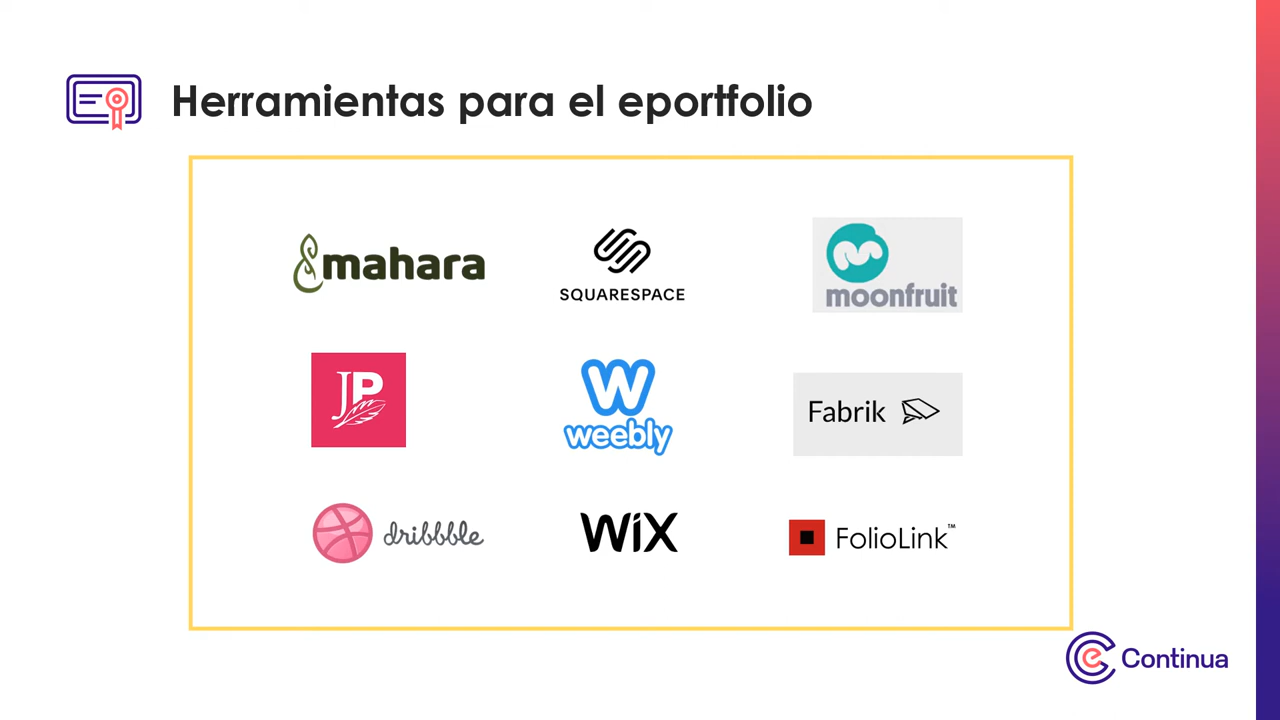 Herramientas para el eportfolio
mahara
SQUARESPACE
moonfruit
JP
weebly
Fabrik
dribbble
WiX
FolioLink™
e Continua